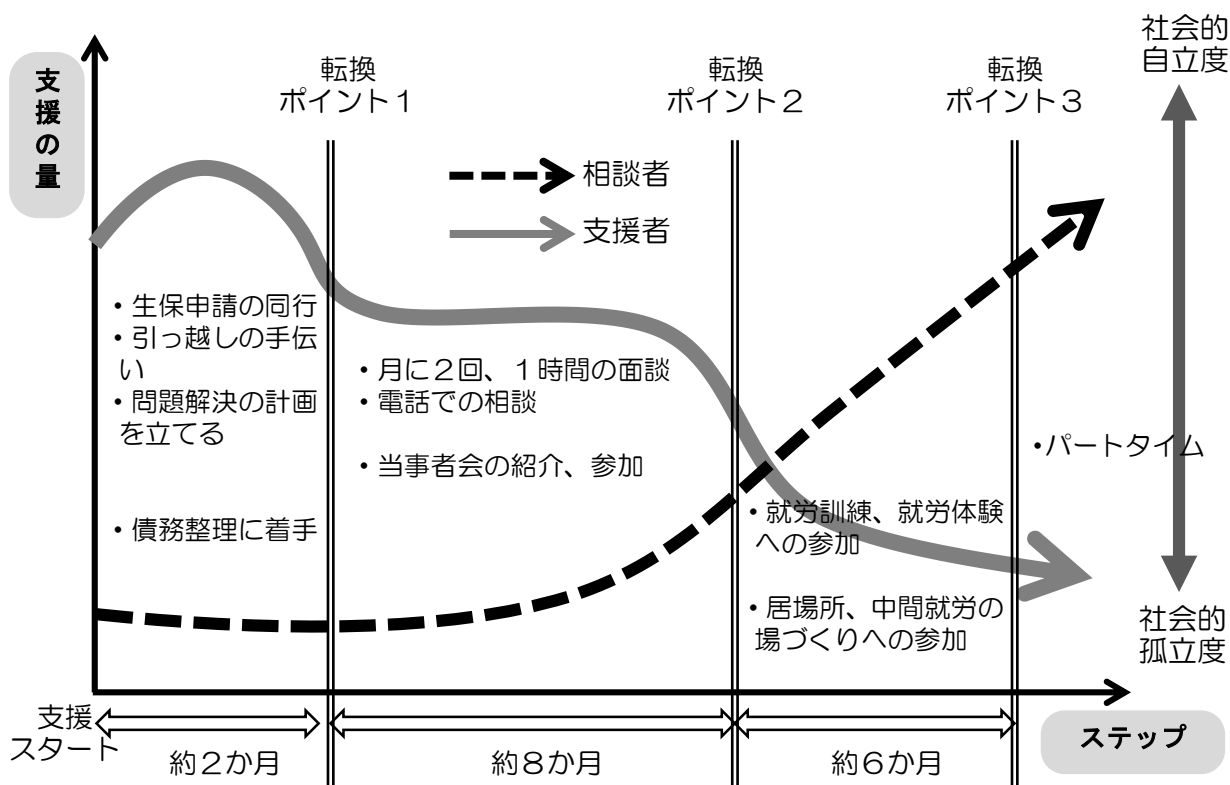 支援の量
転換
ポイント１
転換
ポイント２
転換
ポイント３
社会的
自立度
相談者
支援者
・生保申請の同行
・引っ越しの手伝
い
・問題解決の計画
を立てる
・債務整理に着手
・月に２回、１時間の面談
・電話での相談
・当事者会の紹介、参加
・就労訓練、就労体験
への参加
・居場所、中間就労の
場づくりへの参加
・パートタイム
社会的
孤立度
支援
スタート
約２か月
約８か月
約６か月
ステップ